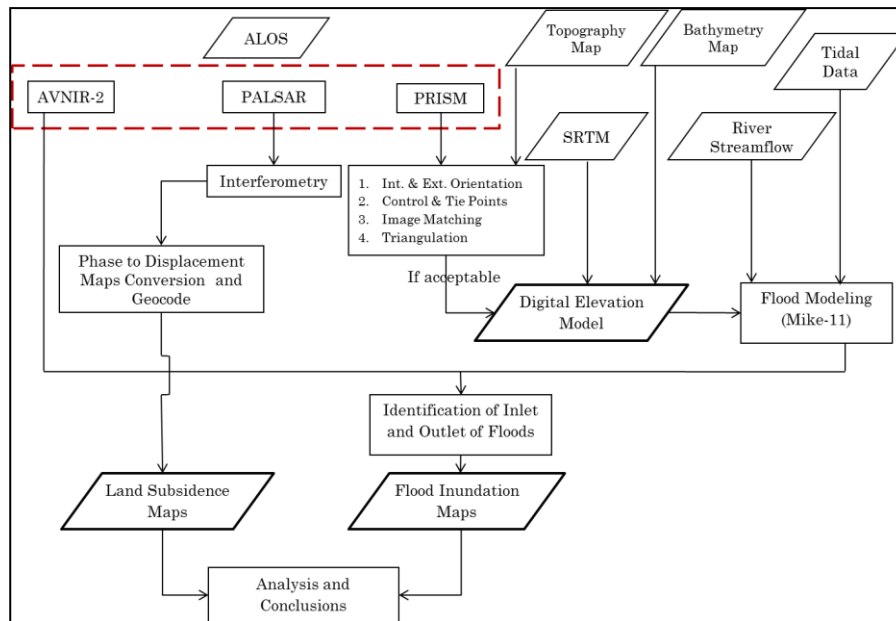 ALOS
Topography
Map
Bathymetry
Map
Tidal
Data
AVNIR-2
PALSAR
PRISM
SRTM
River
Streamflow
Interferometry
1. Int. & Ext. Orientation
2. Control & Tie Points
3. Image Matching
4. Triangulation
Phase to Displacement
Maps Conversion and
Geocode
If acceptable
Digital Elevation
Model
Flood Modeling
(Mike-11)
Identification of Inlet
and Outlet of Floods
Land Subsidence
Maps
Flood Inundation
Maps
Analysis and
Conclusions